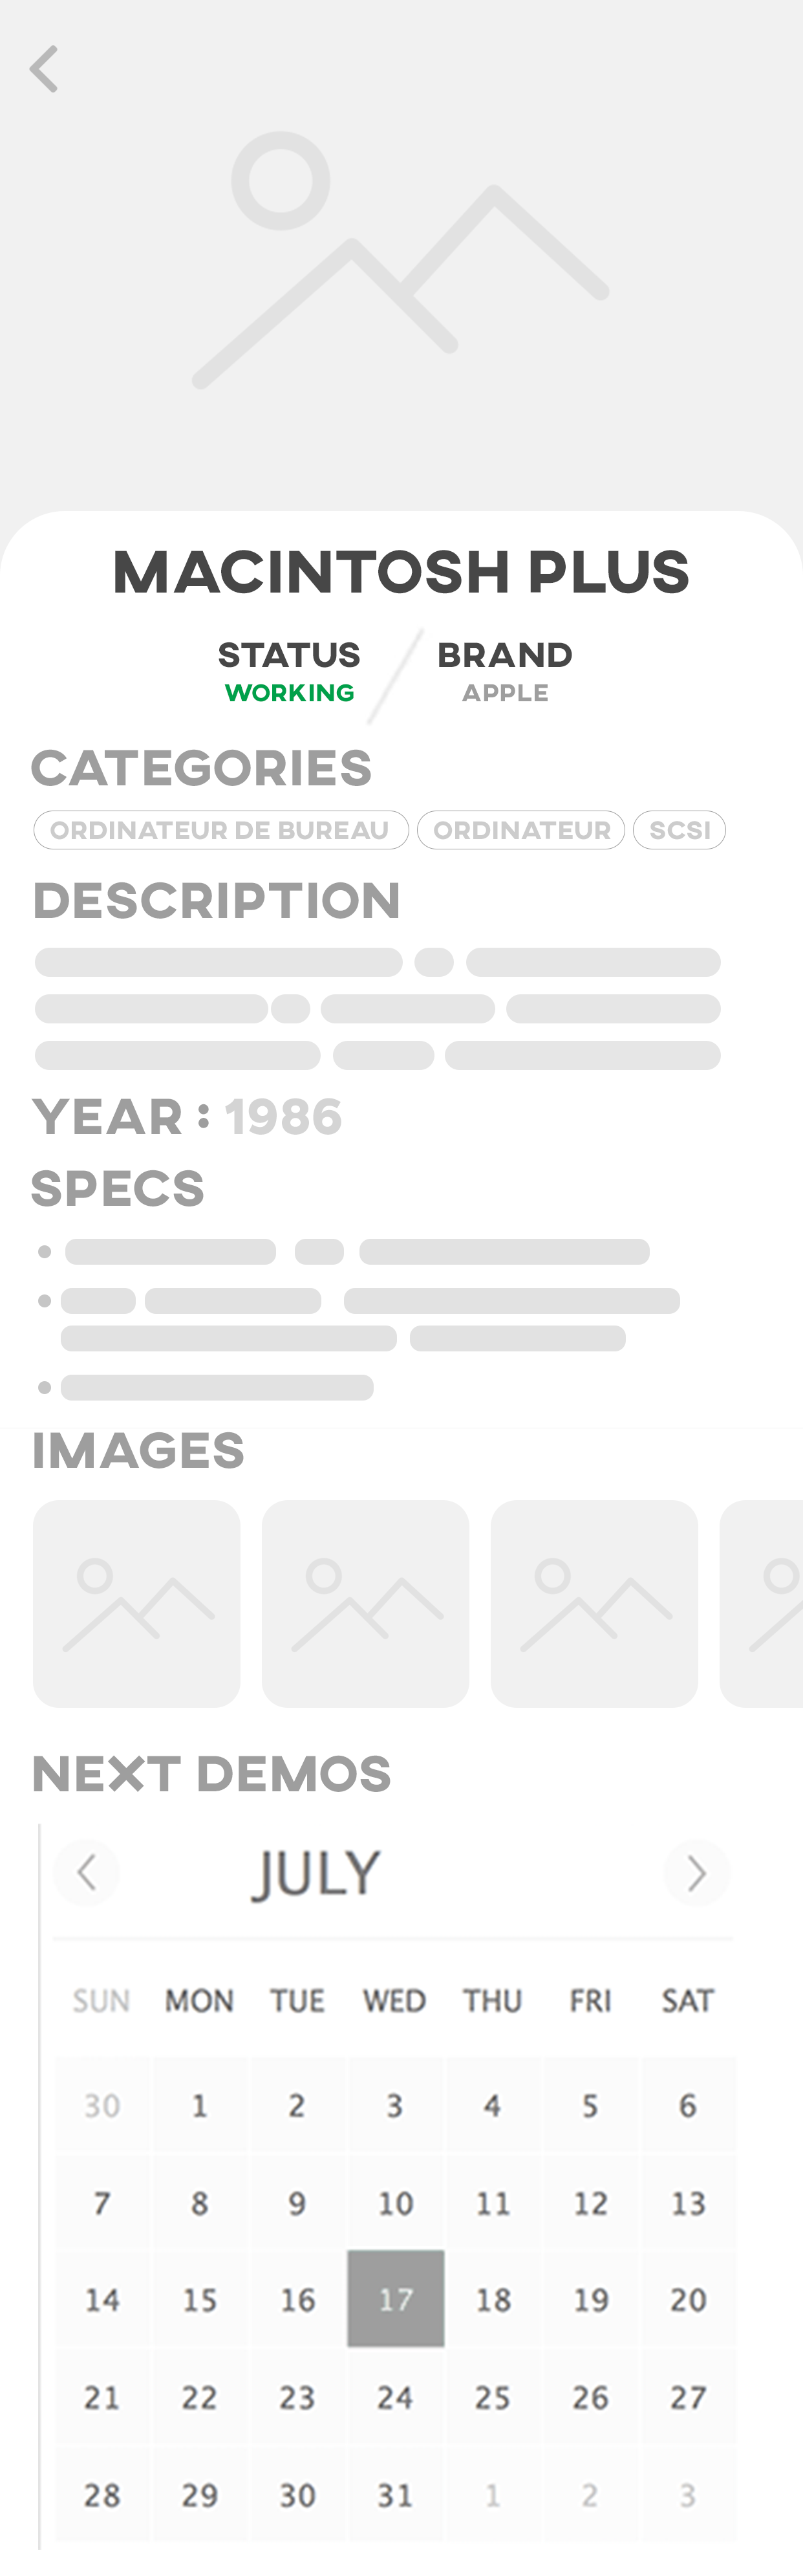 MACINTOSH PLUS
STATUS BRAND
WORKING APPLE
CATEGORIES
ORDINATEUR DE BUREAU ORDINATEUR SCSI
DESCRIPTION
YEAR : 1986
SPECS
IMAGES
NEXT DEMOS
JULY
SUN MON TUE WED THU FRI SAT
30 1 2 3 4 5 6
7 8 9 10 11 12 13
14 15 16 17 18 19 20
21 22 23 24 25 26 27
28 29 30 31 1 2 3